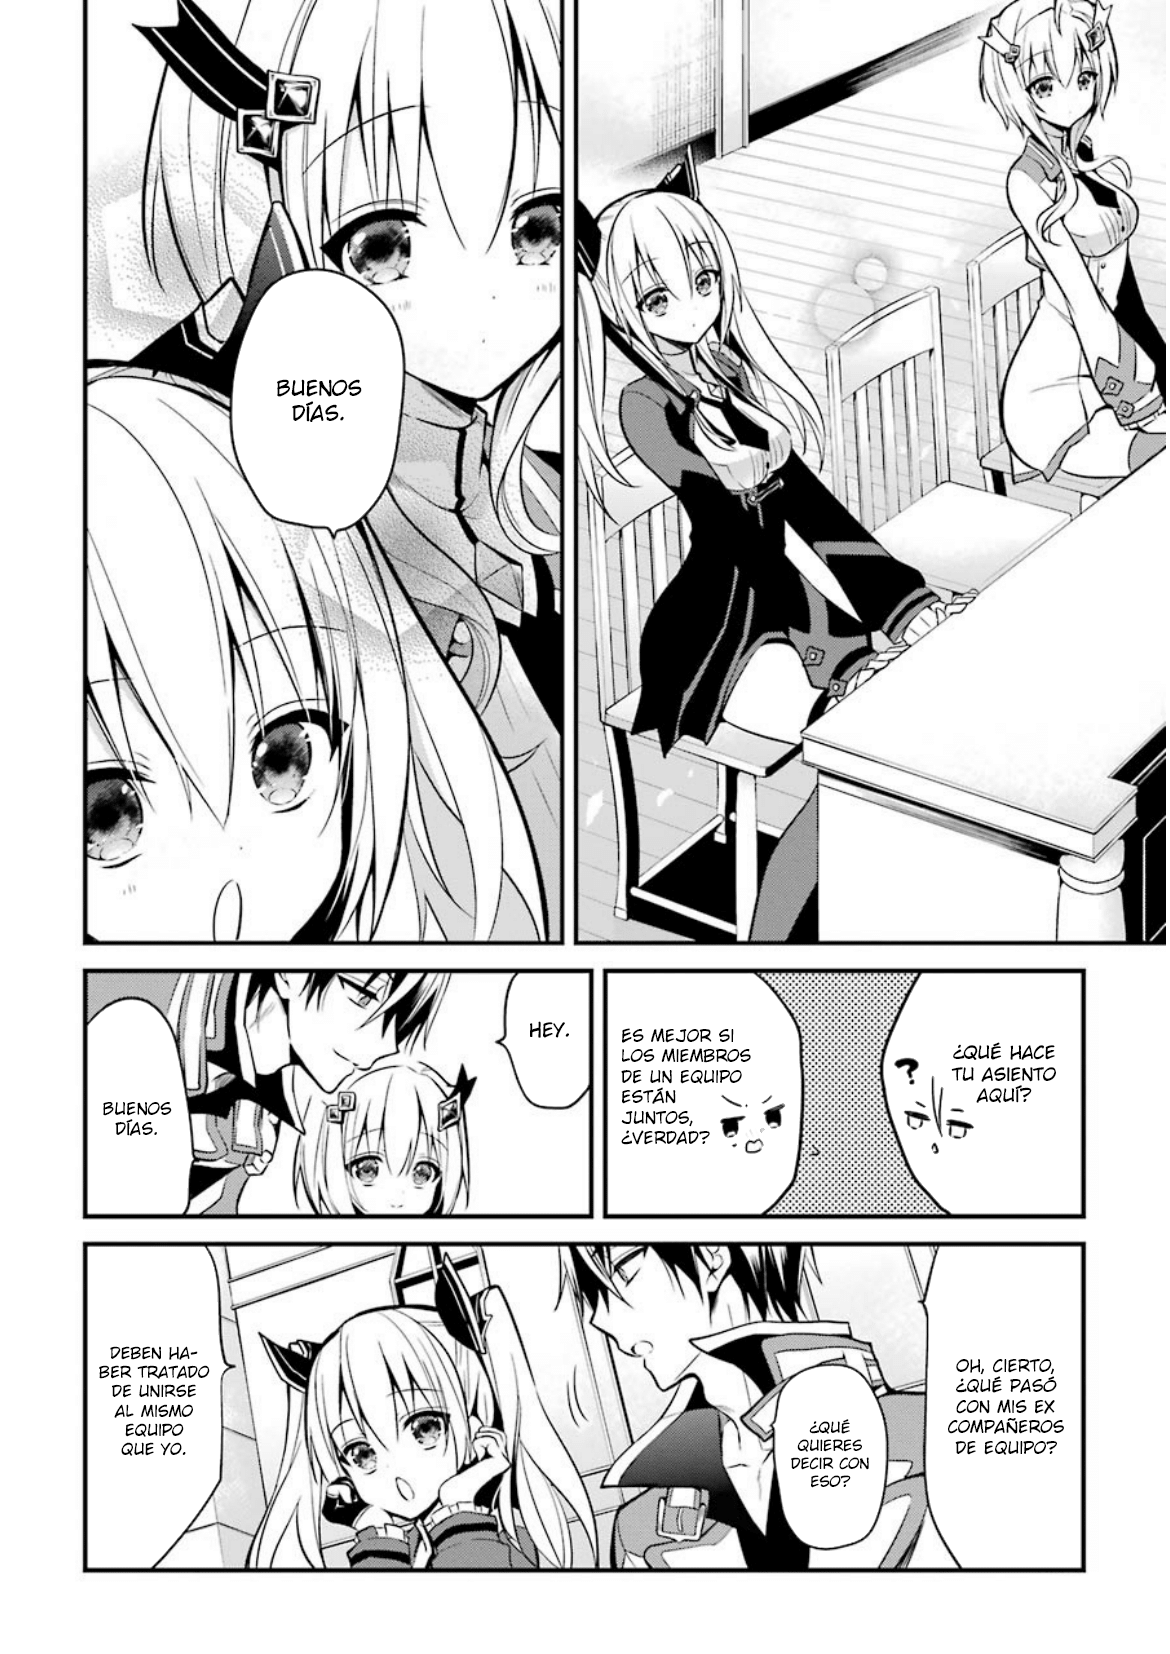 BUENOS
DÍAS.
¿QUÉ HACE
TU ASIENTO
AQUÍ?
?
ES MEJOR SI
LOS MIEMBROS
DE UN EQUIPO
ESTÁN
JUNTOS,
¿VERDAD?
HEY.
BUENOS
DÍAS.
OH, CIERTO,
¿QUÉ PASÓ
CON MIS EX
COMPAÑEROS
DE EQUIPO?
¿QUÉ
QUIERES
DECIR CON
ESO?
DEBEN HA-
BER TRATADO
DE UNIRSE
AL MISMO
EQUIPO
QUE YO.